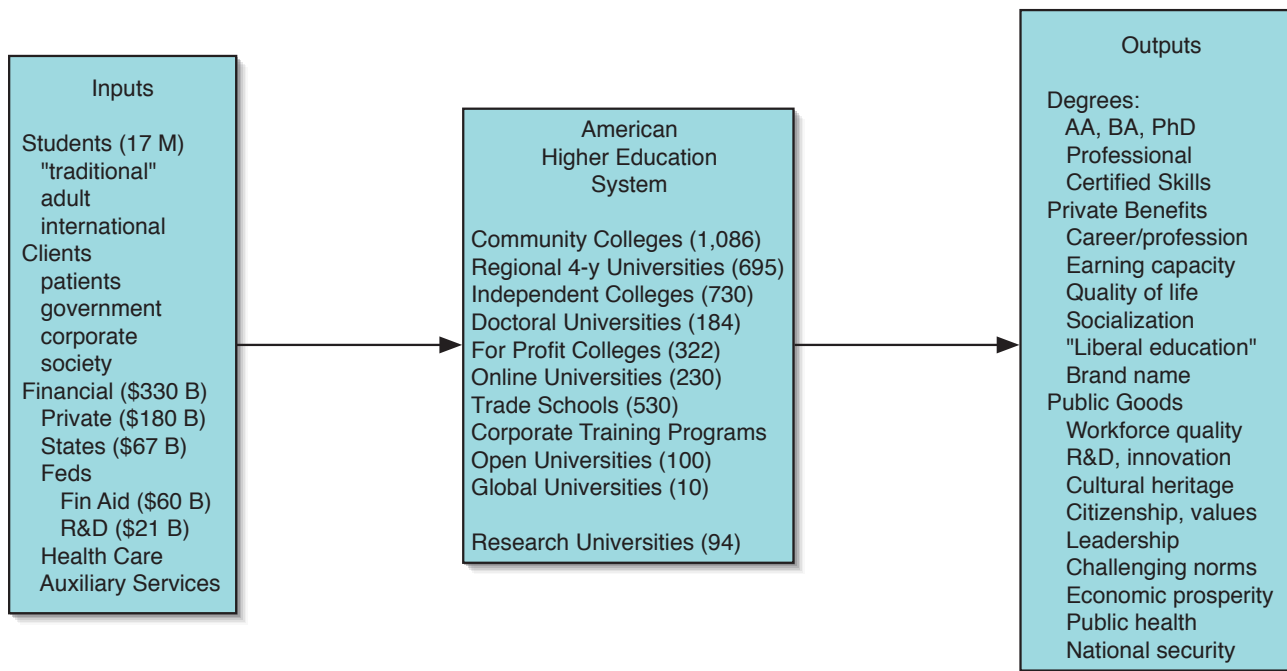 Inputs
Students (17 M)
"traditional"
adult
international
Clients
patients
government
corporate
society
Financial ($330 B)
Private ($180 B)
States ($67 B)
Feds
Fin Aid ($60 B)
R&D ($21 B)
Health Care
Auxiliary Services
American
Higher Education
System
Community Colleges (1,086)
Regional 4-y Universities (695)
Independent Colleges (730)
Doctoral Universities (184)
For Profit Colleges (322)
Online Universities (230)
Trade Schools (530)
Corporate Training Programs
Open Universities (100)
Global Universities (10)
Research Universities (94)
Outputs
Degrees:
AA, BA, PhD
Professional
Certified Skills
Private Benefits
Career/profession
Earning capacity
Quality of life
Socialization
"Liberal education"
Brand name
Public Goods
Workforce quality
R&D, innovation
Cultural heritage
Citizenship, values
Leadership
Challenging norms
Economic prosperity
Public health
National security